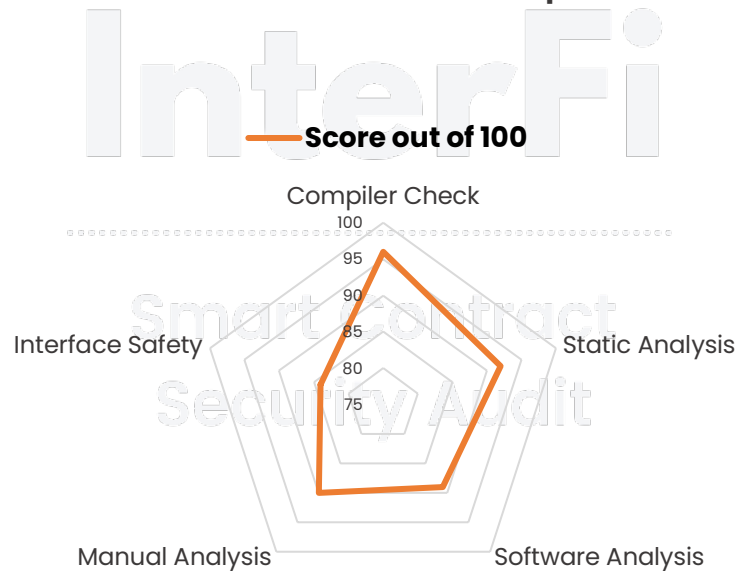 InterFi
Score out of 100
Compiler Check
100
95
90
85
80
75
Smart Contract
Interface Safety
Static Analysis
Security Audit
Manual Analysis
Software Analysis